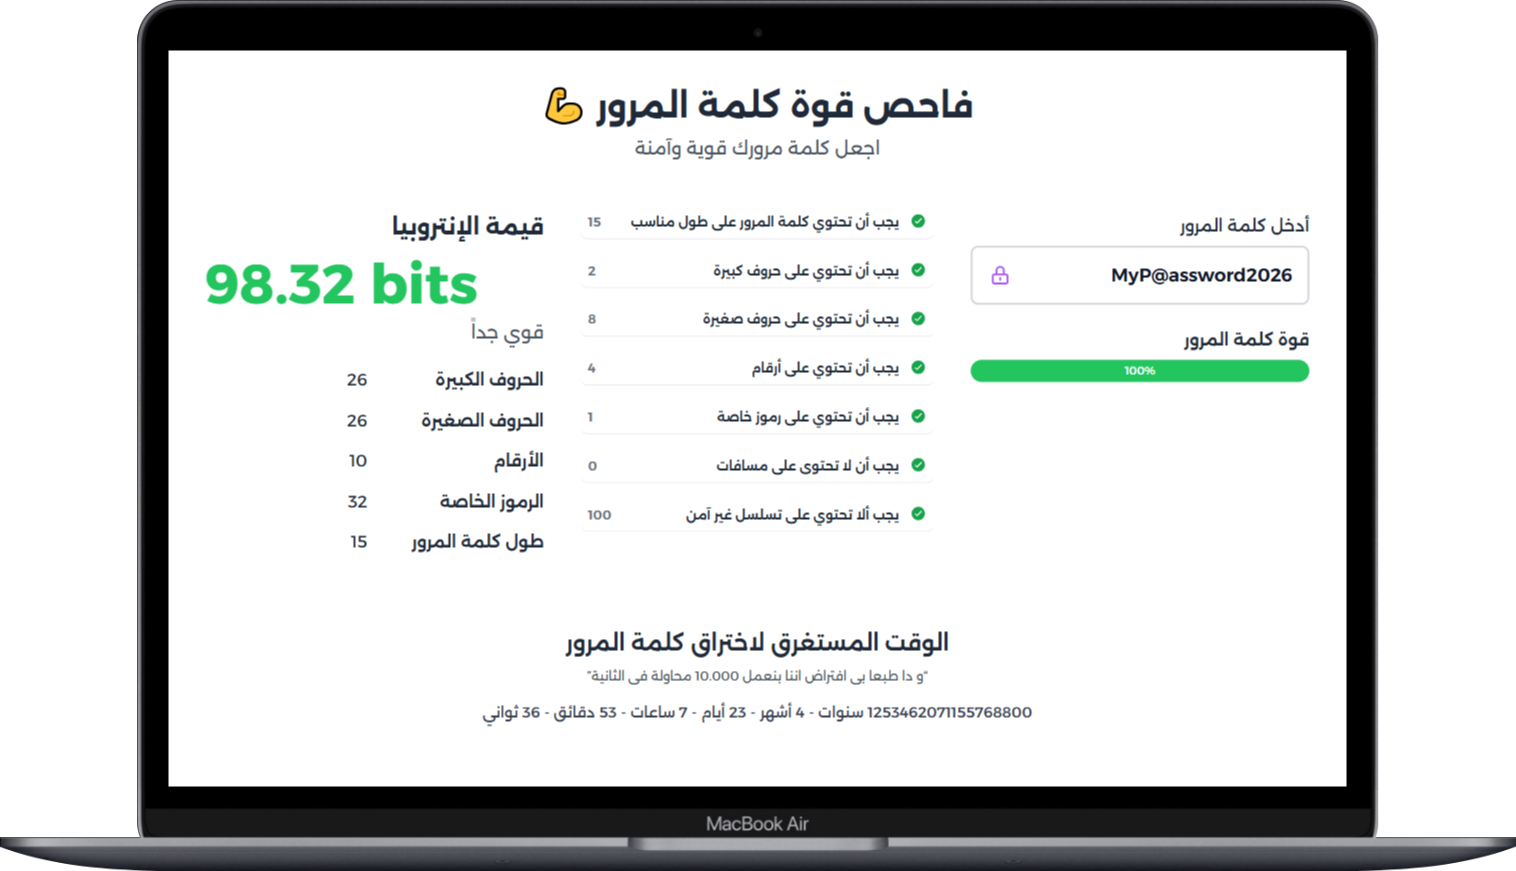 فاحص قوة كلمة المرور 💪
اجعل كلمة مرورك قوية وآمنة
أدخل كلمة المرور
MyP@assword2026
قوة كلمة المرور
100%
يجب أن تحتوي كلمة المرور على طول مناسب 15
يجب أن تحتوي على حروف كبيرة 2
يجب أن تحتوي على حروف صغيرة 8
يجب أن تحتوي على أرقام 4
يجب أن تحتوي على رموز خاصة 1
يجب أن لا تحتوى على مسافات 0
يجب ألا تحتوي على تسلسل غير آمن 100
قيمة الإنتروبيا
98.32 bits
قوي جداً
الحروف الكبيرة 26
الحروف الصغيرة 26
الأرقام 10
الرموز الخاصة 32
طول كلمة المرور 15
الوقت المستغرق لاختراق كلمة المرور
"و دا طبعا بى افتراض اننا بنعمل 10.000 محاولة فى الثانية"
1253462071155768800 سنوات - 4 أشهر - 23 أيام - 7 ساعات - 53 دقائق - 36 ثواني
MacBook Air